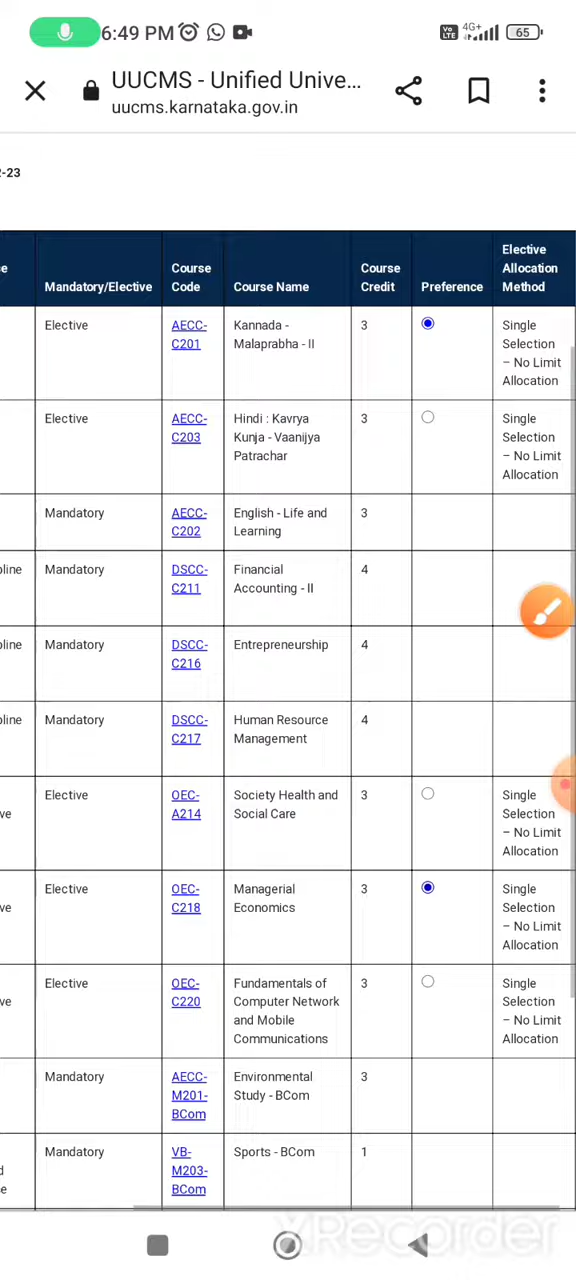 6:49 PM
Vo LTE 4G+ 65
UUCMS - Unified Unive...
uucms.karnataka.gov.in
2-23
Elective
Allocation
Method
Course
Code
Course
Credit
Mandatory/Elective
Course Name
Preference
Elective
AECC-
C201
Kannada -
Malaprabha - II
3
Single
Selection
– No Limit
Allocation
Elective
AECC-
C203
Hindi : Kavrya
Kunja - Vaanijya
Patrachar
3
Single
Selection
– No Limit
Allocation
Mandatory
AECC-
C202
English - Life and
Learning
3
Mandatory
DSCC-
C211
Financial
Accounting - II
4
Mandatory
DSCC-
C216
Entrepreneurship
4
Mandatory
DSCC-
C217
Human Resource
Management
4
Elective
OEC-
A214
Society Health and
Social Care
3
Single
Selection
– No Limit
Allocation
Elective
OEC-
C218
Managerial
Economics
3
Single
Selection
– No Limit
Allocation
Elective
OEC-
C220
Fundamentals of
Computer Network
and Mobile
Communications
3
Single
Selection
– No Limit
Allocation
Mandatory
AECC-
M201-
BCom
Environmental
Study - BCom
3
Mandatory
VB-
M203-
BCom
Sports - BCom
1
XRecorder